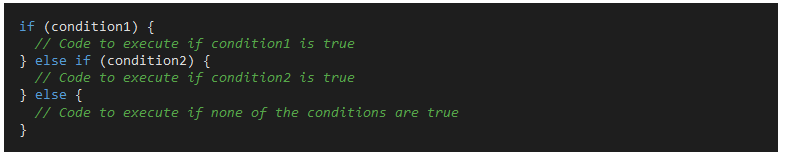 if (condition1) {
  // Code to execute if condition1 is true
} else if (condition2) {
  // Code to execute if condition2 is true
} else {
  // Code to execute if none of the conditions are true
}